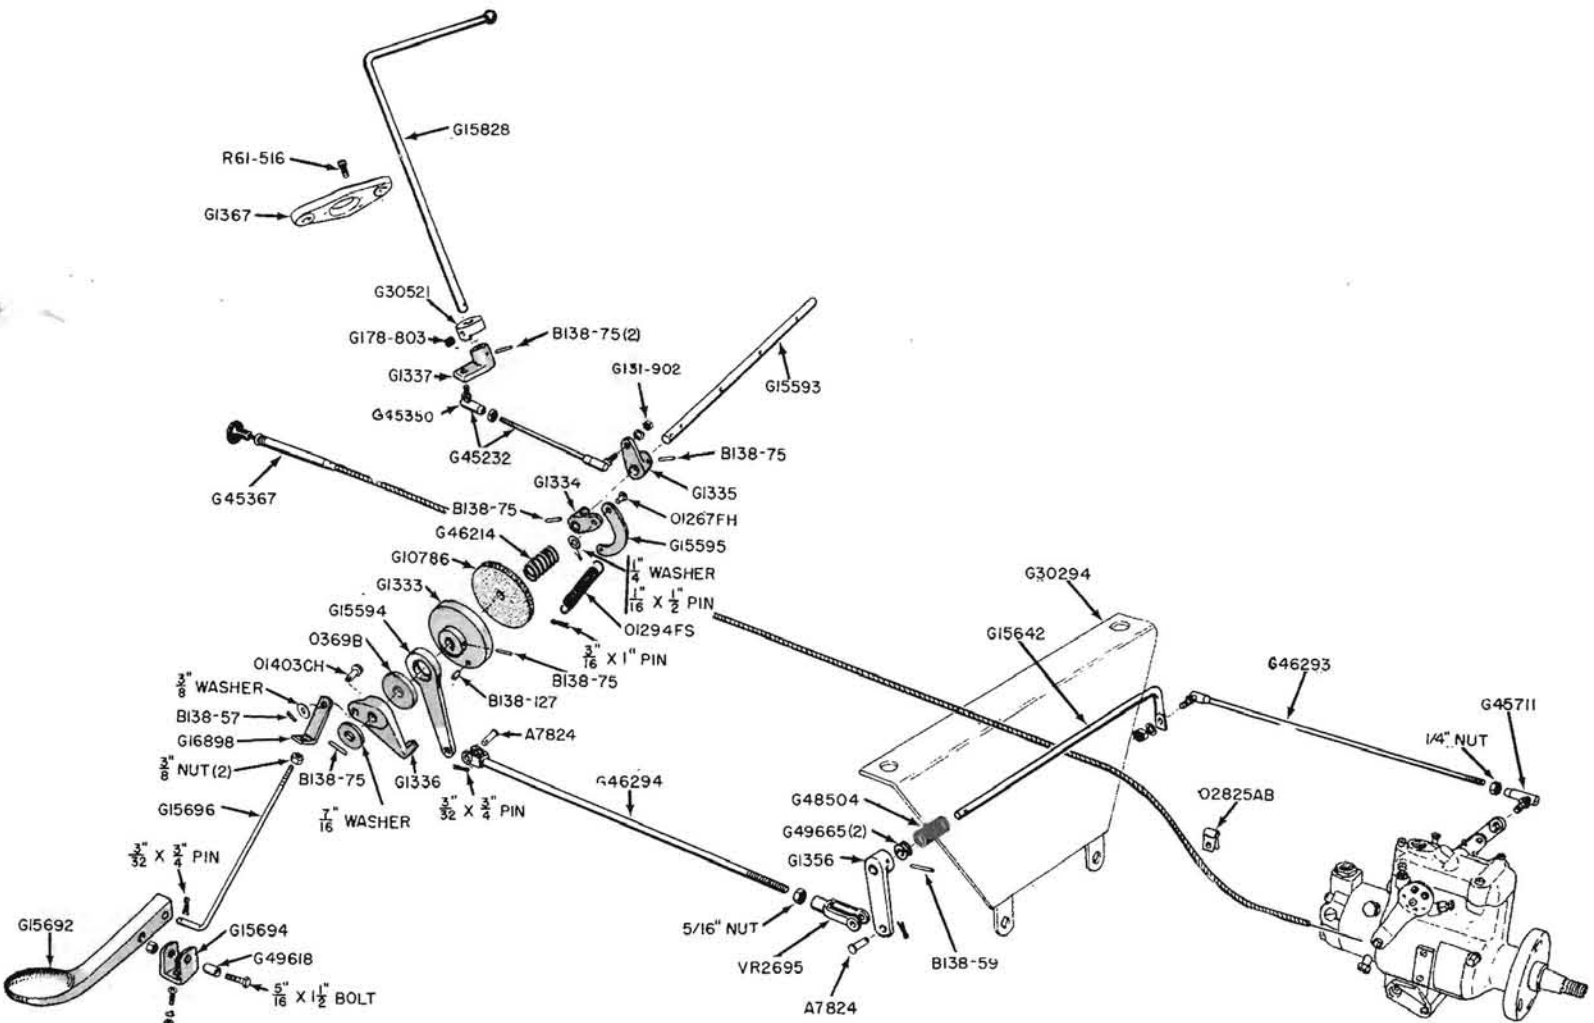 G15828
R61-516
G1367
G30521
G178-803
B138-75(2)
G1337
G131-902
G15593
G45350
G45232
B138-75
G45367
G1334
G1335
B138-75
O1267FH
G46214
G15595
G10786
1/4" WASHER
1/16 X 1/2" PIN
G30294
G1333
G15594
O1294FS
G15642
O369B
3/16 X 1" PIN
O1403CH
B138-75
G46293
3/8" WASHER
B138-127
G45711
B138-57
A7824
G16898
1/4" NUT
3/8" NUT(2)
B138-75
G1336
G46294
G48504
O2825AB
G15696
7/16" WASHER
3/32 X 3/4" PIN
G49665(2)
3/32 X 3/4" PIN
G1356
G15692
G15694
5/16" NUT
G49618
VR2695
B138-59
5/16 X 1 1/2" BOLT
A7824